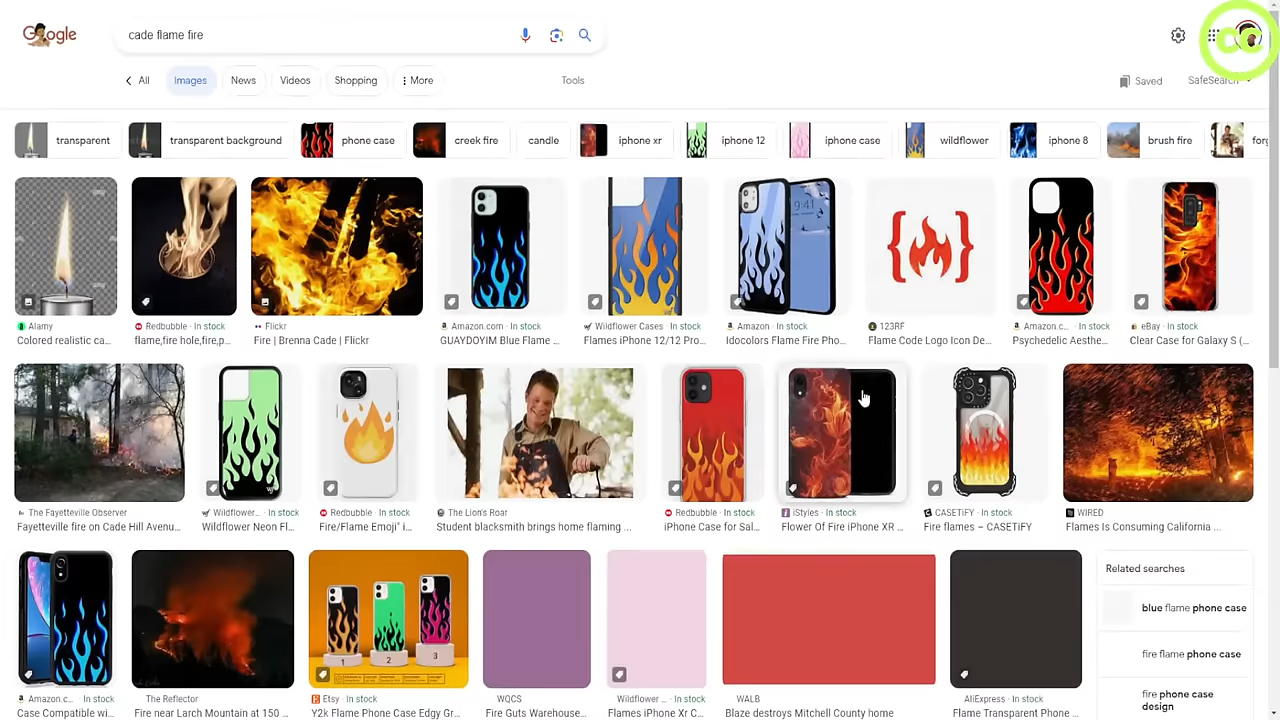 Google
cade flame fire
All
Images
News
Videos
Shopping
More
Tools
Saved
SafeSearch
transparent
transparent background
phone case
creek fire
candle
iphone xr
iphone 12
iphone case
wildflower
iphone 8
brush fire
Alamy
Colored realistic ca...
Redbubble · In stock
flame,fire hole,fire,p...
Flickr
Fire | Brenna Cade | Flickr
Amazon.com · In stock
GUAYDOYIM Blue Flame ...
Wildflower Cases · In stock
Flames iPhone 12/12 Pro...
Amazon · In stock
Idocolors Flame Fire Pho...
123RF
Flame Code Logo Icon De...
Amazon.c... · In stock
Psychedelic Aesthe...
eBay · In stock
Clear Case for Galaxy S (...
9:41
The Fayetteville Observer
Fayetteville fire on Cade Hill Avenu...
Wildflower... · In stock
Wildflower Neon Fl...
Redbubble · In stock
Fire/Flame Emoji" i...
The Lion's Roar
Student blacksmith brings home flaming ...
Redbubble · In stock
iPhone Case for Sal...
iStyles · In stock
Flower Of Fire iPhone XR ...
CASETiFY · In stock
Fire flames – CASETiFY
WIRED
Flames Is Consuming California ...
1
2
3
Related searches
blue flame phone case
fire flame phone case
fire phone case
design
Amazon.c... In stock
Case Compatible wi...
The Reflector
Fire near Larch Mountain at 150 ...
Etsy · In stock
Y2k Flame Phone Case Edgy Gr...
WQCS
Fire Guts Warehouse...
Wildflower ... · In stock
Flames iPhone Xr C...
WALB
Blaze destroys Mitchell County home
AliExpress · In stock
Flame Transparent Phone ...